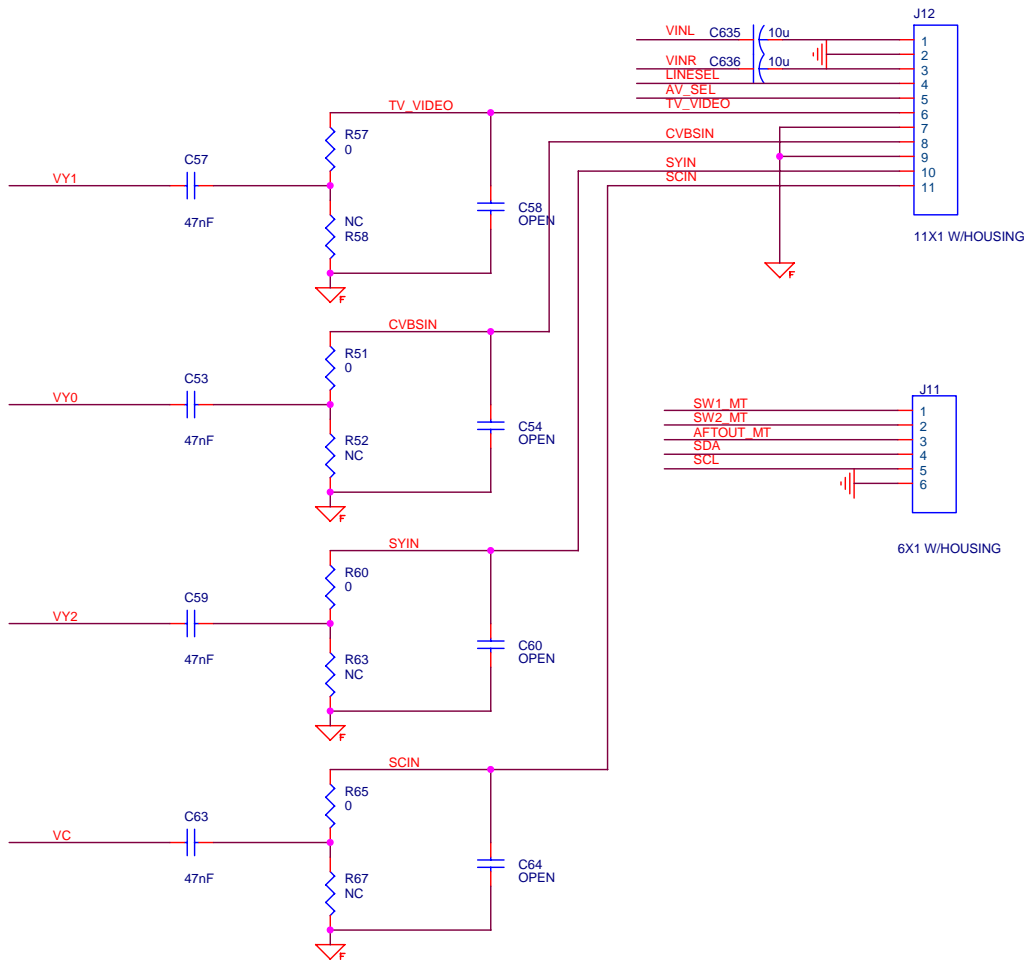 J12
VINL C635 10u
1
2
VINR C636 10u
3
LINESEL
4
AV_SEL
5
TV_VIDEO TV_VIDEO
6
7
R57
0
CVBSIN
8
9
C57
SYIN
10
VY1
SCIN
11
47nF
NC
R58
C58
OPEN
11X1 W/HOUSING
F
F
CVBSIN
R51
0
C53
VY0
47nF
R52
NC
C54
OPEN
F
J11
SW1_MT
1
SW2_MT
2
AFTOUT_MT
3
SDA
4
SCL
5
6
6X1 W/HOUSING
SYIN
R60
0
C59
VY2
47nF
R63
NC
C60
OPEN
F
SCIN
R65
0
C63
VC
47nF
R67
NC
C64
OPEN
F